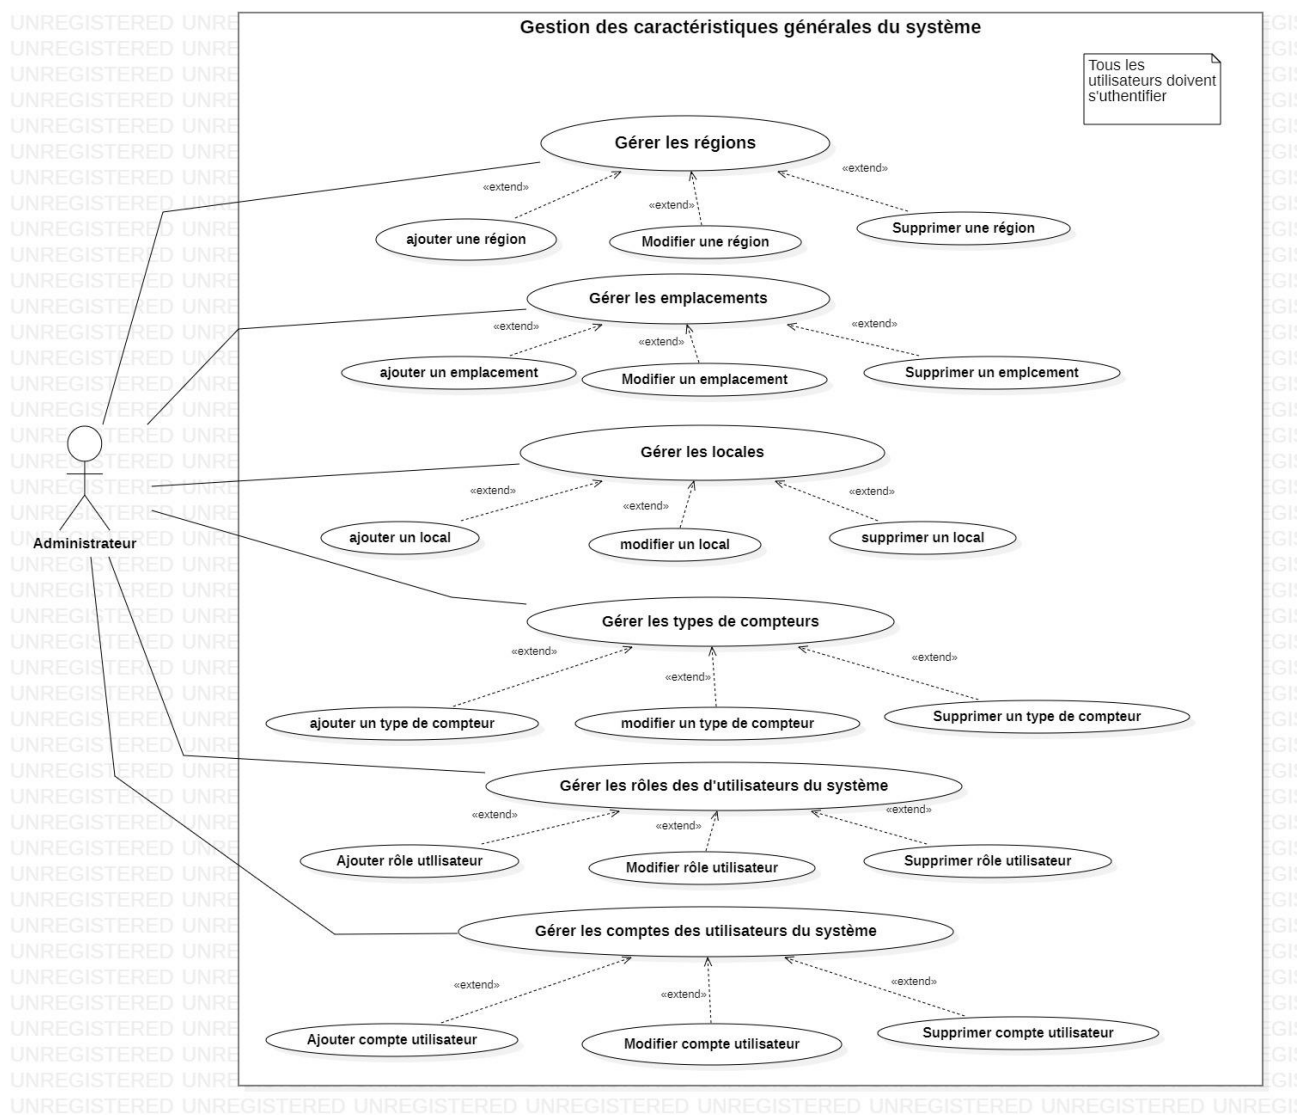 Gestion des caractéristiques générales du système
Tous les
utilisateurs doivent
s'uthentifier
Gérer les régions
«extend»
«extend»
«extend»
ajouter une région
Modifier une région
Supprimer une région
Gérer les emplacements
«extend»
«extend»
«extend»
ajouter un emplacement
Modifier un emplacement
Supprimer un emplcement
Administrateur
Gérer les locales
«extend»
«extend»
«extend»
ajouter un local
modifier un local
supprimer un local
Gérer les types de compteurs
«extend»
«extend»
«extend»
ajouter un type de compteur
modifier un type de compteur
Supprimer un type de compteur
Gérer les rôles des d'utilisateurs du système
«extend»
«extend»
«extend»
Ajouter rôle utllisateur
Modifier rôle utilisateur
Supprimer rôle utilisateur
Gérer les comptes des utilisateurs du système
«extend»
«extend»
«extend»
Ajouter compte utilisateur
Modifier compte utilisateur
Supprimer compte utilisateur
UNREGISTERED UNREGISTERED UNREGISTERED UNREGISTERED UNREGISTERED UNREGISTERED UNREGISTERED